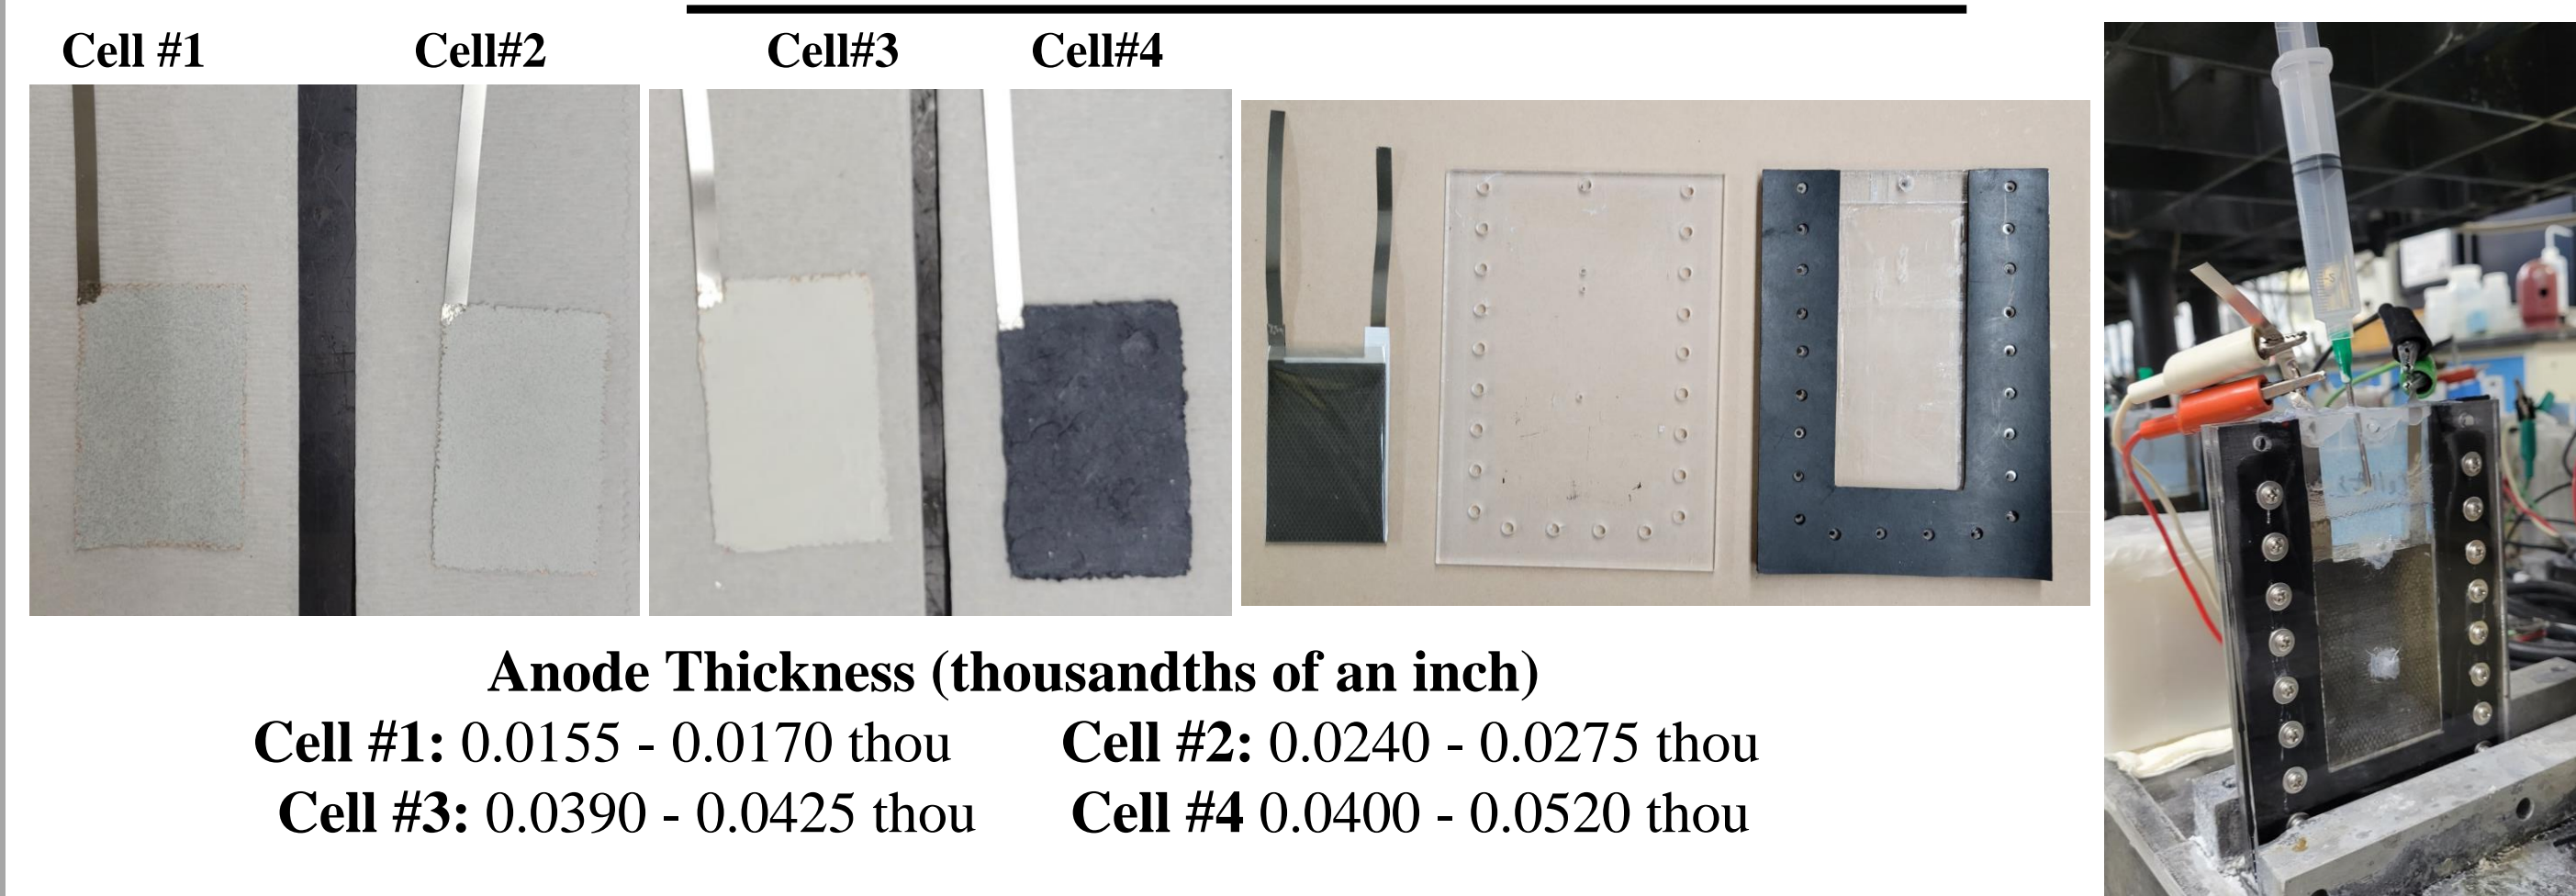 Cell #1 Cell#2 Cell#3 Cell#4
Anode Thickness (thousandths of an inch)
Cell #1: 0.0155 - 0.0170 thou Cell #2: 0.0240 - 0.0275 thou
Cell #3: 0.0390 - 0.0425 thou Cell #4 0.0400 - 0.0520 thou